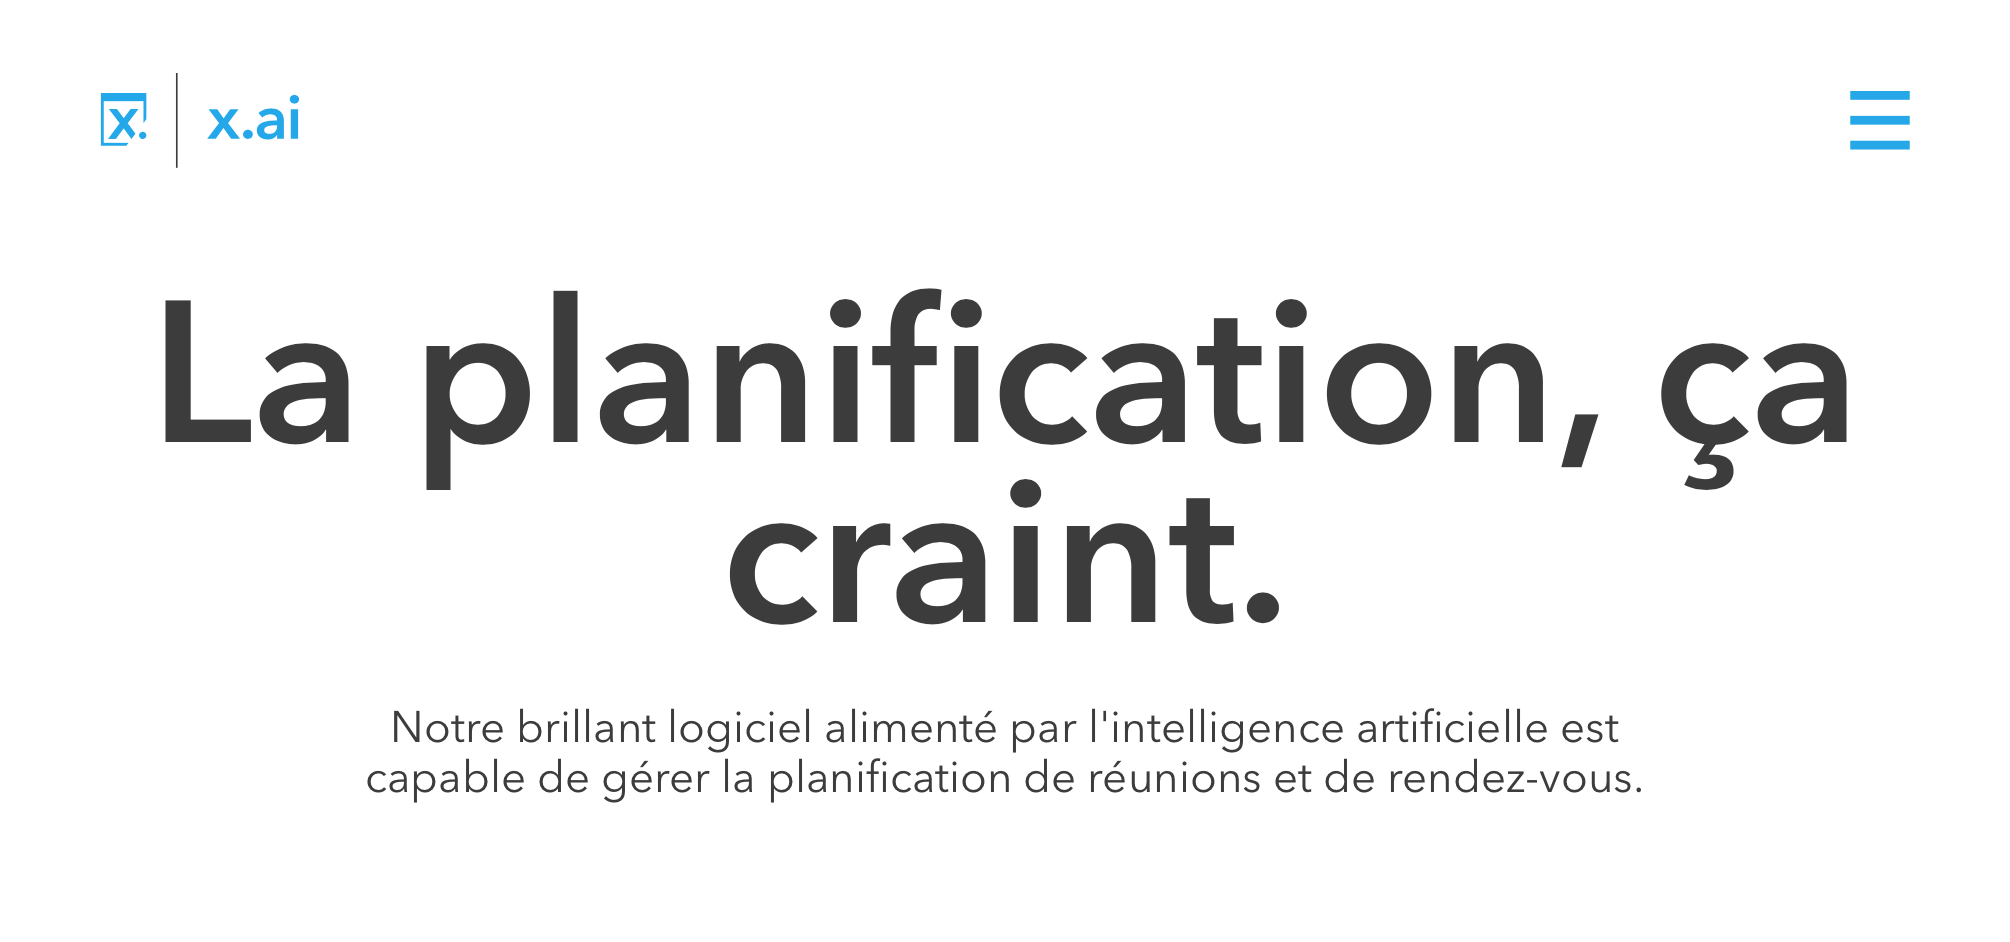 x. x.ai
La planification, ça
craint.
Notre brillant logiciel alimenté par l'intelligence artificielle est
capable de gérer la planification de réunions et de rendez-vous.